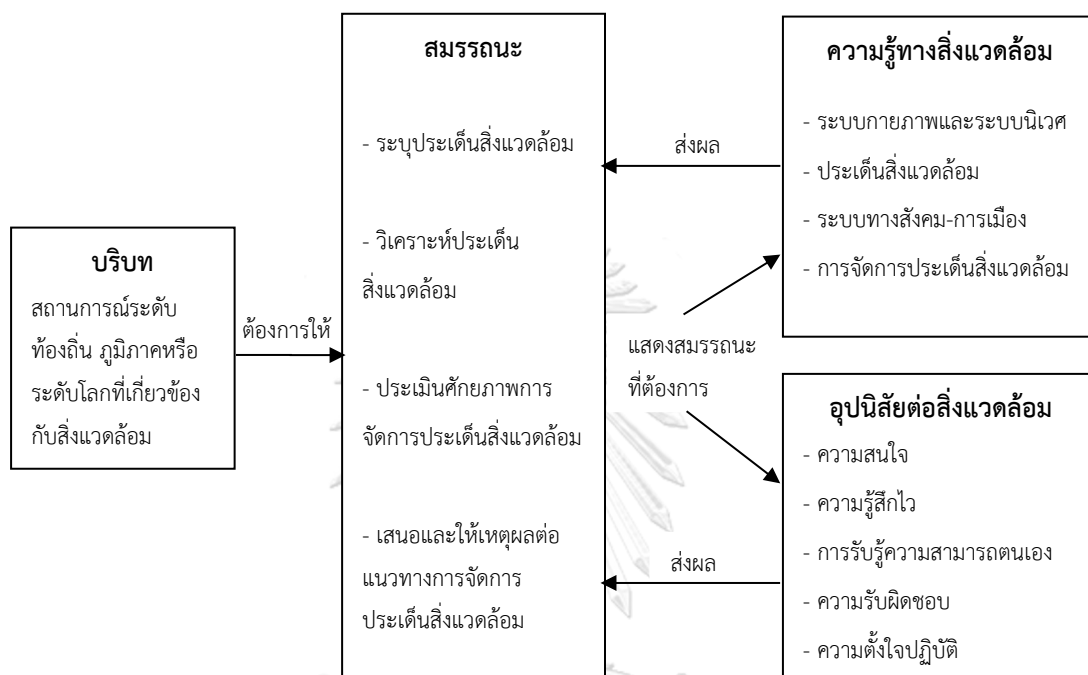 บริบท
สถานการณ์ระดับ
ท้องถิ่น ภูมิภาคหรือ
ระดับโลกที่เกี่ยวข้อง
กับสิ่งแวดล้อม
ต้องการให้
สมรรถนะ
- ระบุประเด็นสิ่งแวดล้อม
- วิเคราะห์ประเด็น
สิ่งแวดล้อม
- ประเมินศักยภาพการ
จัดการประเด็นสิ่งแวดล้อม
- เสนอและให้เหตุผลต่อ
แนวทางการจัดการ
ประเด็นสิ่งแวดล้อม
ส่งผล
แสดงสมรรถนะ
ที่ต้องการ
ส่งผล
ความรู้ทางสิ่งแวดล้อม
- ระบบกายภาพและระบบนิเวศ
- ประเด็นสิ่งแวดล้อม
- ระบบทางสังคม-การเมือง
- การจัดการประเด็นสิ่งแวดล้อม
อุปนิสัยต่อสิ่งแวดล้อม
- ความสนใจ
- ความรู้สึกไว
- การรับรู้ความสามารถตนเอง
- ความรับผิดชอบ
- ความตั้งใจปฏิบัติ